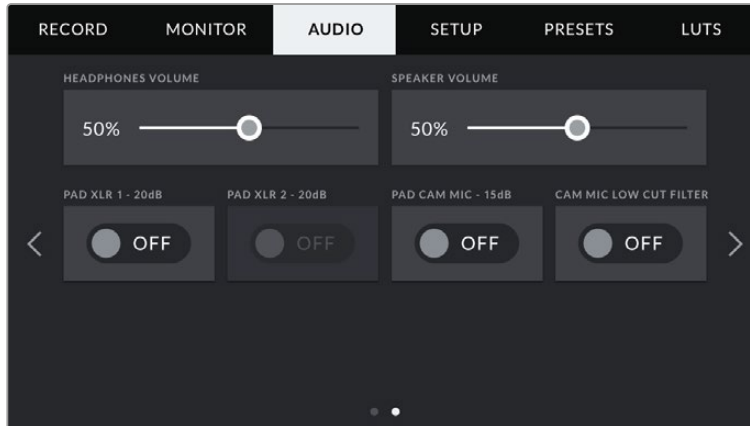 RECORD MONITOR AUDIO SETUP PRESETS LUTS
HEADPHONES VOLUME SPEAKER VOLUME
50% 50%
PAD XLR 1 - 20dB PAD XLR 2 - 20dB PAD CAM MIC - 15dB CAM MIC LOW CUT FILTER
OFF OFF OFF OFF